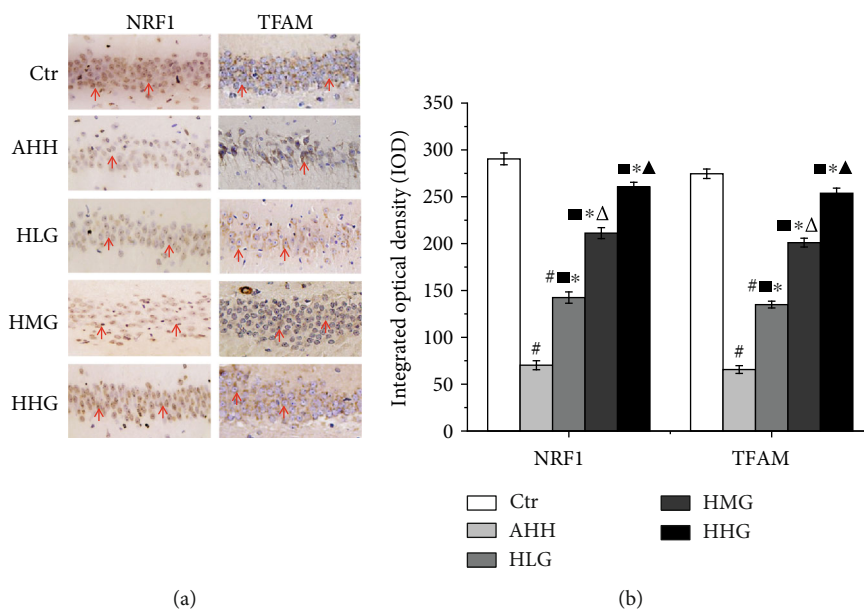 NRF1 TFAM
Ctr
AHH
HLG
HMG
HHG
(a)
Integrated optical density (IOD)
350
300
250
200
150
100
50
0
#
#■*
■*Δ
■*▲
#
#■*
■*Δ
■*▲
NRF1 TFAM
Ctr
AHH
HLG
HMG
HHG
(b)